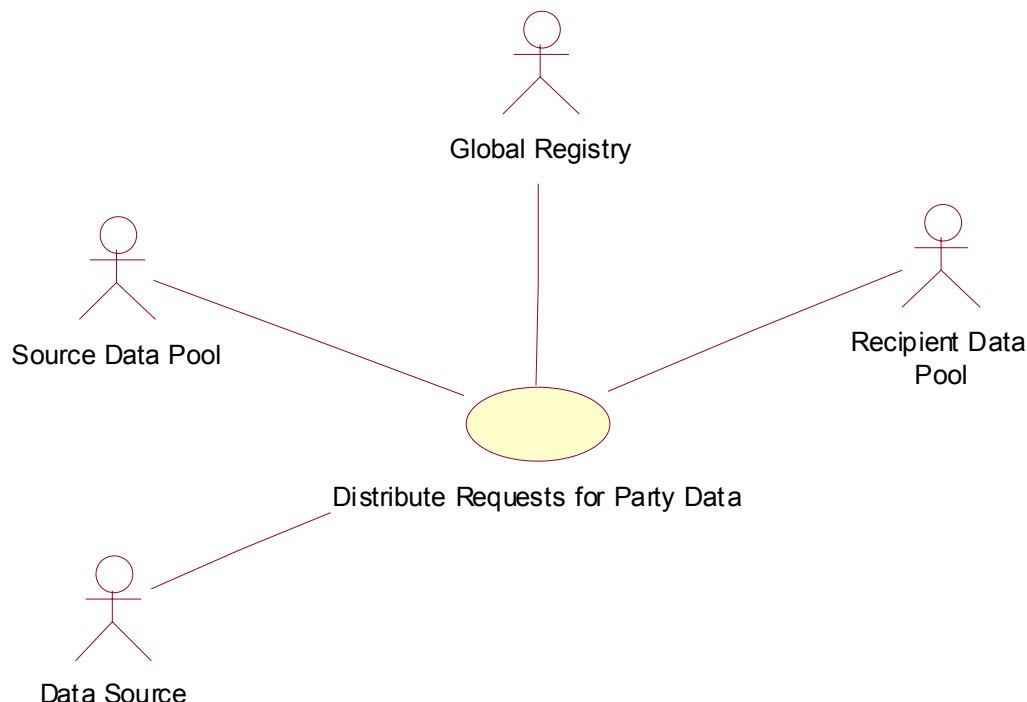 Global Registry
Source Data Pool
Recipient Data
Pool
Distribute Requests for Party Data
Data Source